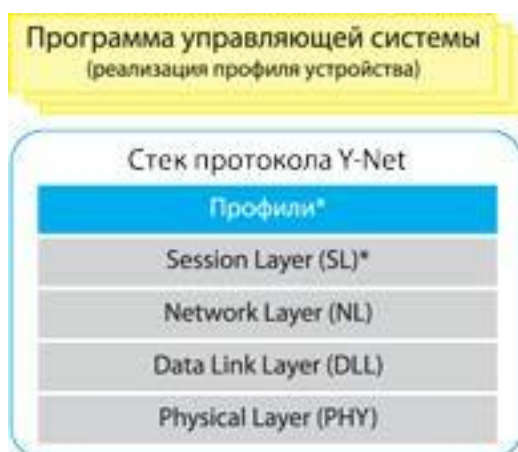 Программа управляющей системы
(реализация профиля устройства)
Стек протокола Y-Net
Профили*
Session Layer (SL)*
Network Layer (NL)
Data Link Layer (DLL)
Physical Layer (PHY)